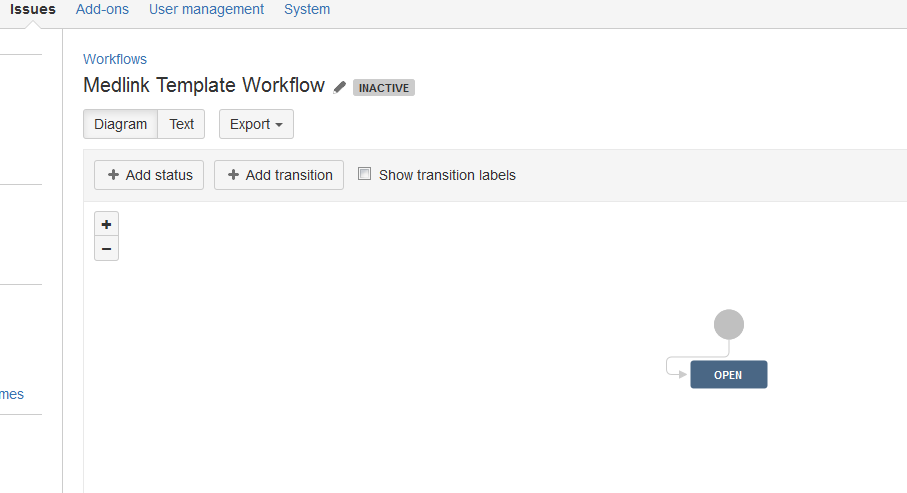 Issues Add-ons User management System
Workflows
Medlink Template Workflow INACTIVE
Diagram Text Export
+ Add status + Add transition Show transition labels
+
−
OPEN
mes